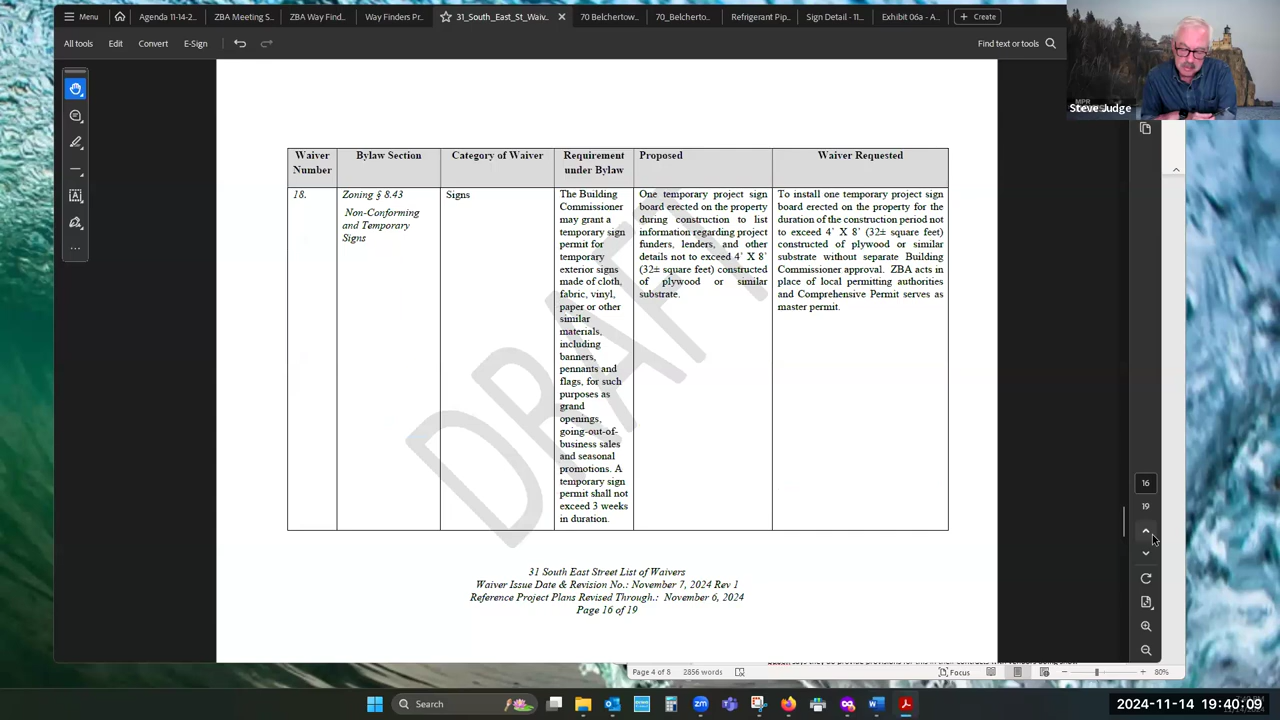 Menu
Agenda 11-14-2...
ZBA Meeting S...
ZBA Way Find...
Way Finders Pr...
31_South_East_St_Waiv...
70 Belchertow...
70_Belcherto...
Refrigerant Pip...
Sign Detail - 11...
Exhibit 06a - A...
Create
All tools
Edit
Convert
E-Sign
Find text or tools
MPR
Steve Judge
Waiver Number
Bylaw Section
Category of Waiver
Requirement under Bylaw
Proposed
Waiver Requested
18.
Zoning § 8.43
Non-Conforming
and Temporary
Signs
Signs
The Building
Commissioner
may grant a
temporary sign
permit for
temporary
exterior signs
made of cloth,
fabric, vinyl,
paper or other
similar
materials,
including
banners,
pennants and
flags, for such
purposes as
grand
openings,
going-out-of-
business sales
and seasonal
promotions. A
temporary sign
permit shall not
exceed 3 weeks
in duration.
One temporary project sign
board erected on the property
during construction to list
information regarding project
funders, lenders, and other
details not to exceed 4' X 8'
(32± square feet) constructed
of plywood or similar
substrate.
To install one temporary project sign
board erected on the property for the
duration of the construction period not
to exceed 4' X 8' (32± square feet)
constructed of plywood or similar
substrate without separate Building
Commissioner approval. ZBA acts in
place of local permitting authorities
and Comprehensive Permit serves as
master permit.
DRAFT
31 South East Street List of Waivers
Waiver Issue Date & Revision No.: November 7, 2024 Rev 1
Reference Project Plans Revised Through.: November 6, 2024
Page 16 of 19
16
19
Page 4 of 8
2856 words
Focus
80%
Search
2024-11-14 19:40:09